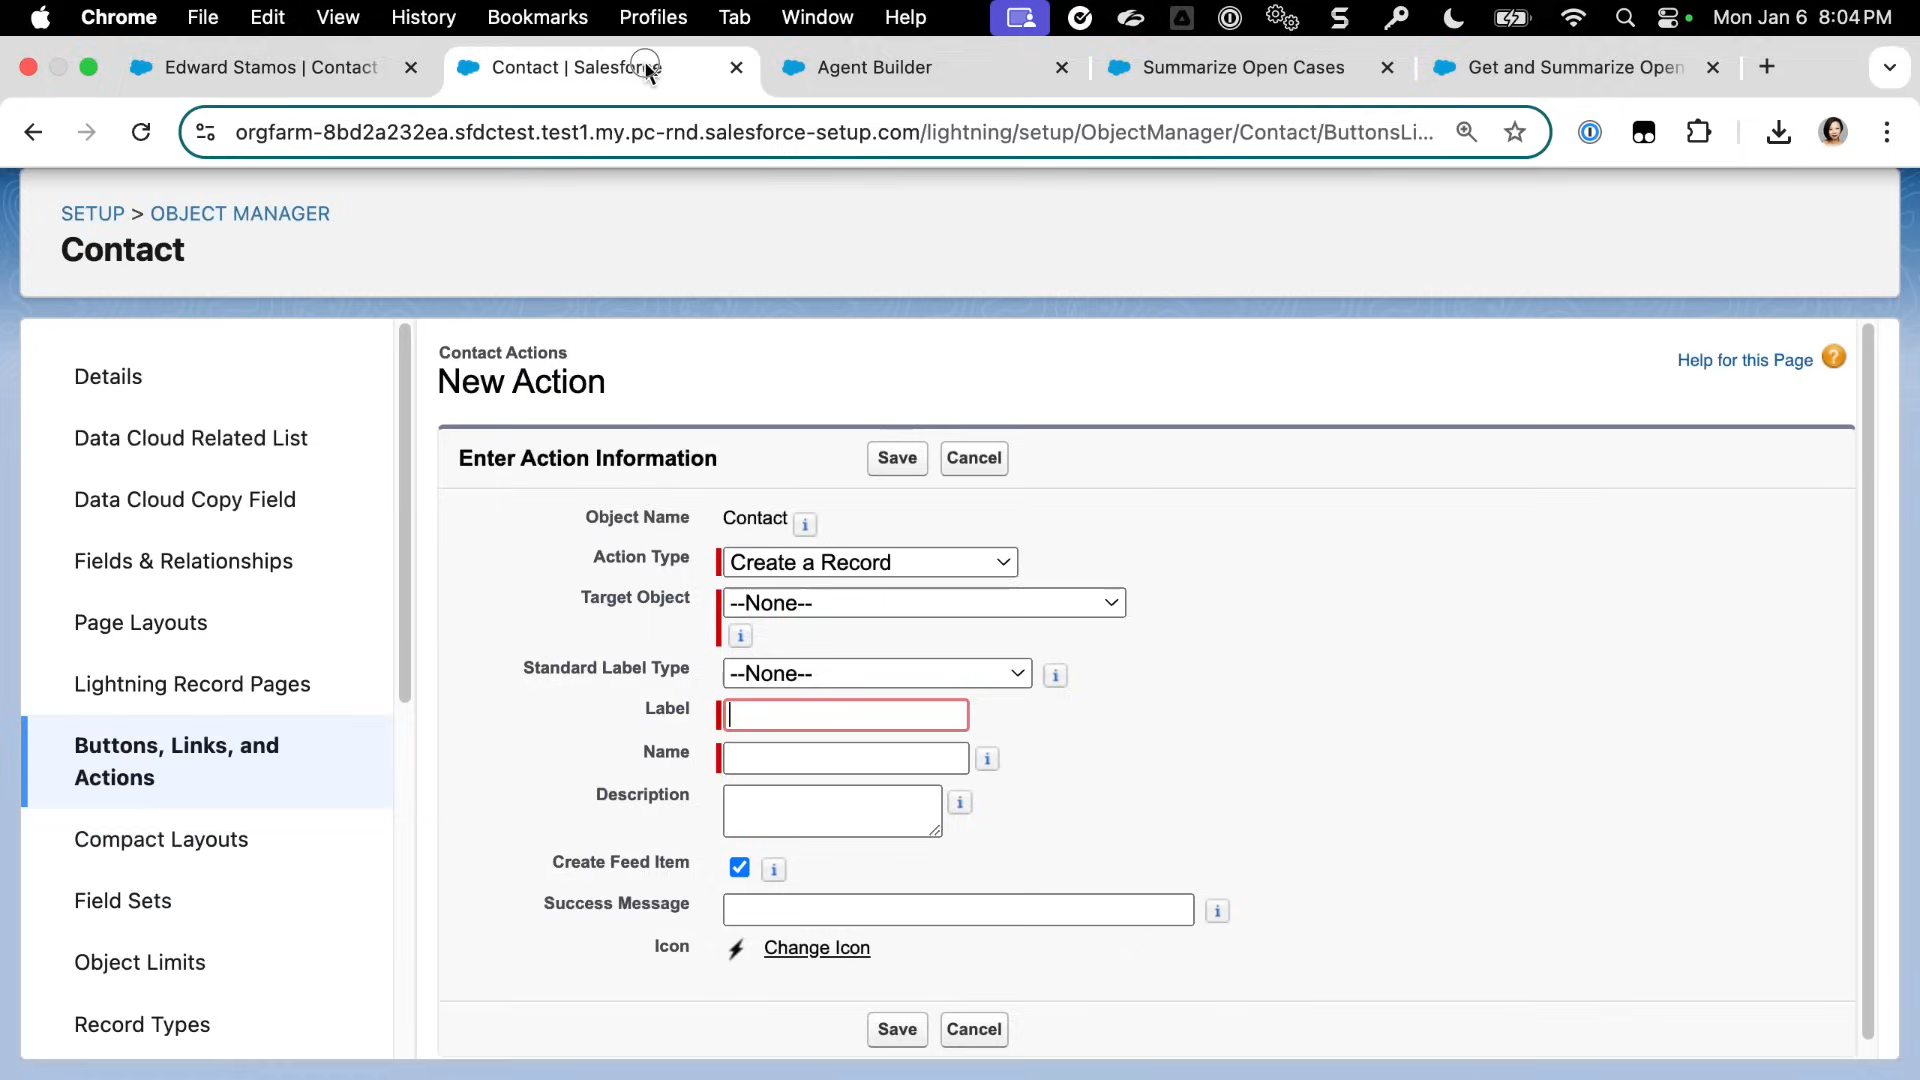 Chrome File Edit View History Bookmarks Profiles Tab Window Help Mon Jan 6 8:04 PM
Edward Stamos | Contact Contact | Salesforce Agent Builder Summarize Open Cases Get and Summarize Open
orgfarm-8bd2a232ea.sfdctest.test1.my.pc-rnd.salesforce-setup.com/lightning/setup/ObjectManager/Contact/ButtonsLi...
SETUP > OBJECT MANAGER
Contact
Details
Data Cloud Related List
Data Cloud Copy Field
Fields & Relationships
Page Layouts
Lightning Record Pages
Buttons, Links, and
Actions
Compact Layouts
Field Sets
Object Limits
Record Types
Contact Actions
New Action
Help for this Page ?
Enter Action Information Save Cancel
Object Name Contact i
Action Type Create a Record
Target Object --None--
i
Standard Label Type --None-- i
Label
Name i
Description i
Create Feed Item i
Success Message i
Icon Change Icon
Save Cancel